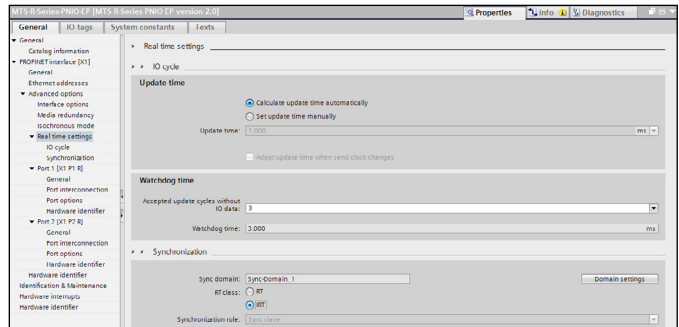 MTS-R-Series-PNIO-EP [MTS R-Series PNIO EP version 2.0]
Properties
Info
Diagnostics
General
IO tags
System constants
Texts
General
Catalog information
PROFINET interface [X1]
General
Ethernet addresses
Advanced options
Interface options
Media redundancy
Isochronous mode
Real time settings
IO cycle
Synchronization
Port 1 [X1 P1 R]
General
Port interconnection
Port options
Hardware identifier
Port 2 [X1 P2 R]
General
Port interconnection
Port options
Hardware identifier
Hardware identifier
Identification & Maintenance
Hardware interrupts
Hardware identifier
> Real time settings
> > IO cycle
Update time
Calculate update time automatically
Set update time manually
Update time: 1.000 ms
Adapt update time when send clock changes
Watchdog time
Accepted update cycles without
IO data: 3
Watchdog time: 3.000 ms
> > Synchronization
Sync domain: Sync-Domain_1 Domain settings
RT class: RT
IRT
Synchronization role: Sync slave